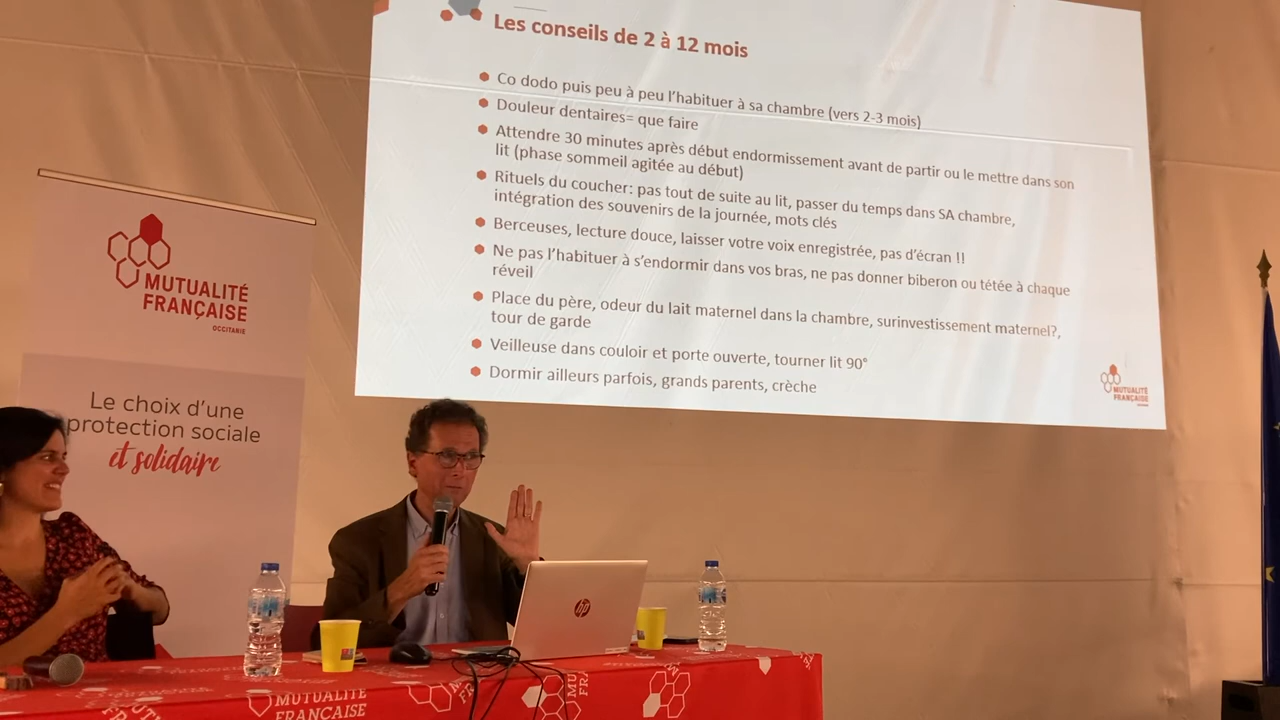 Les conseils de 2 à 12 mois
Co dodo puis peu à peu l'habituer à sa chambre (vers 2-3 mois)
Douleur dentaires= que faire
Attendre 30 minutes après début endormissement avant de partir ou le mettre dans son
lit (phase sommeil agitée au début)
Rituels du coucher: pas tout de suite au lit, passer du temps dans SA chambre,
intégration des souvenirs de la journée, mots clés
Berceuses, lecture douce, laisser votre voix enregistrée, pas d'écran !!
Ne pas l'habituer à s'endormir dans vos bras, ne pas donner biberon ou tétée à chaque
réveil
Place du père, odeur du lait maternel dans la chambre, surinvestissement maternel?,
tour de garde
Veilleuse dans couloir et porte ouverte, tourner lit 90°
Dormir ailleurs parfois, grands parents, crèche
MUTUALITÉ
FRANÇAISE
MUTUALITÉ
FRANÇAISE
OCCITANIE
Le choix d'une
protection sociale
et solidaire
hp
MUTUALITÉ
FRANÇAISE